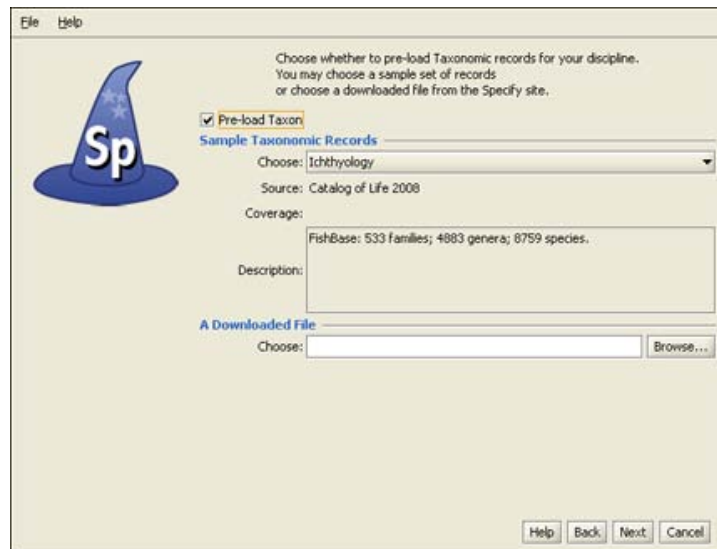 File Help
Choose whether to pre-load Taxonomic records for your discipline.
You may choose a sample set of records
or choose a downloaded file from the Specify site.
Pre-load Taxon
Sample Taxonomic Records
Choose: Ichthyology
Source: Catalog of Life 2008
Coverage:
FishBase: 533 families; 4883 genera; 8759 species.
Description:
A Downloaded File
Choose: Browse...
Sp
Help Back Next Cancel